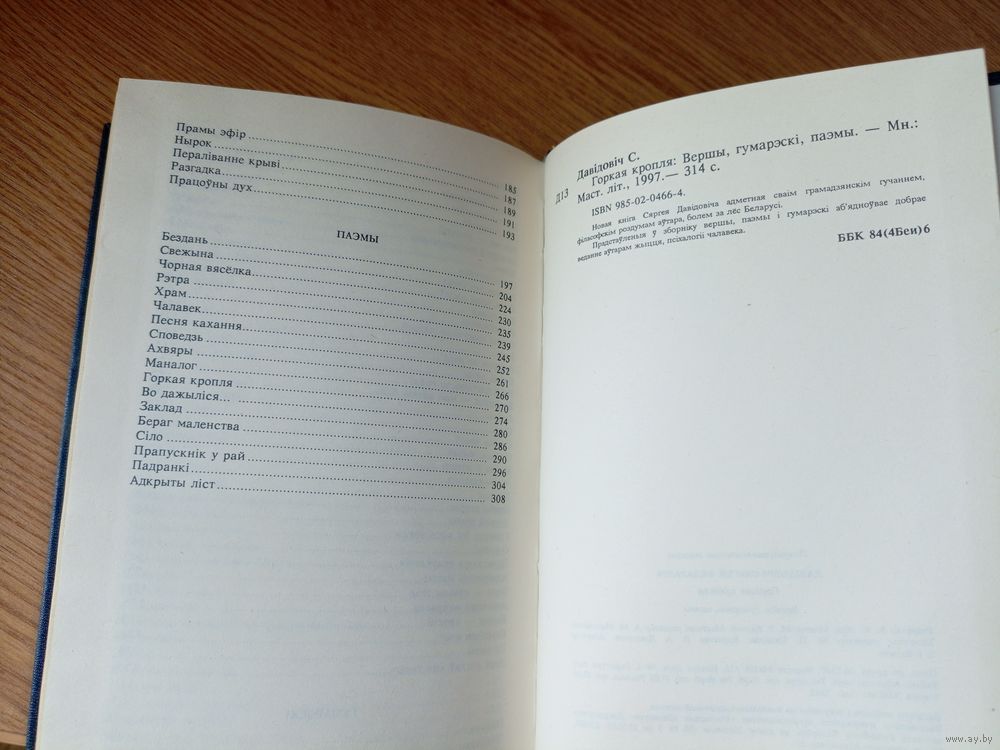 Прамы эфір 185
Нырок 187
Пераліванне крыві 189
Разгадка 191
Працоўны дух 193
ПАЭМЫ
Бездань 197
Свежына 204
Чорная вясёлка 224
Рэтра 230
Храм 235
Чалавек 239
Песня кахання 245
Споведзь 252
Ахвяры 261
Маналог 266
Горкая кропля 270
Во дажыліся... 274
Заклад 280
Бераг маленства 286
Сіло 290
Прапускнік у рай 296
Падранкі 304
Адкрыты ліст 308
Давідовіч С.
Д13 Горкая кропля: Вершы, гумарэскі, паэмы. — Мн.:
Маст. літ., 1997.— 314 с.
ISBN 985-02-0466-4.
Новая кніга Сяргея Давідовіча адметная сваім грамадзянскім гучаннем,
філасофскім роздумам аўтара, болем за лёс Беларусі.
Прадстаўленыя ў зборніку вершы, паэмы і гумарэскі аб'ядноўвае добрае
веданне аўтарам жыцця, псіхалогіі чалавека.
ББК 84(4Беи)6
www.ay.by